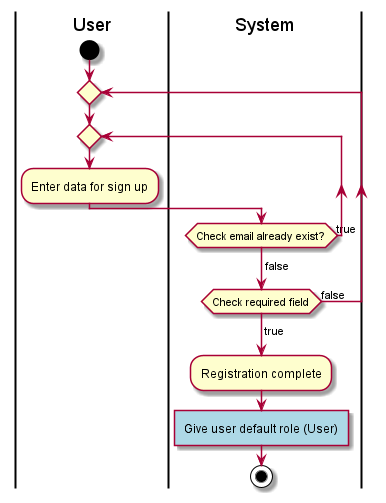 User
System
Enter data for sign up
Check email already exist?
true
false
Check required field
false
true
Registration complete
Give user default role (User)